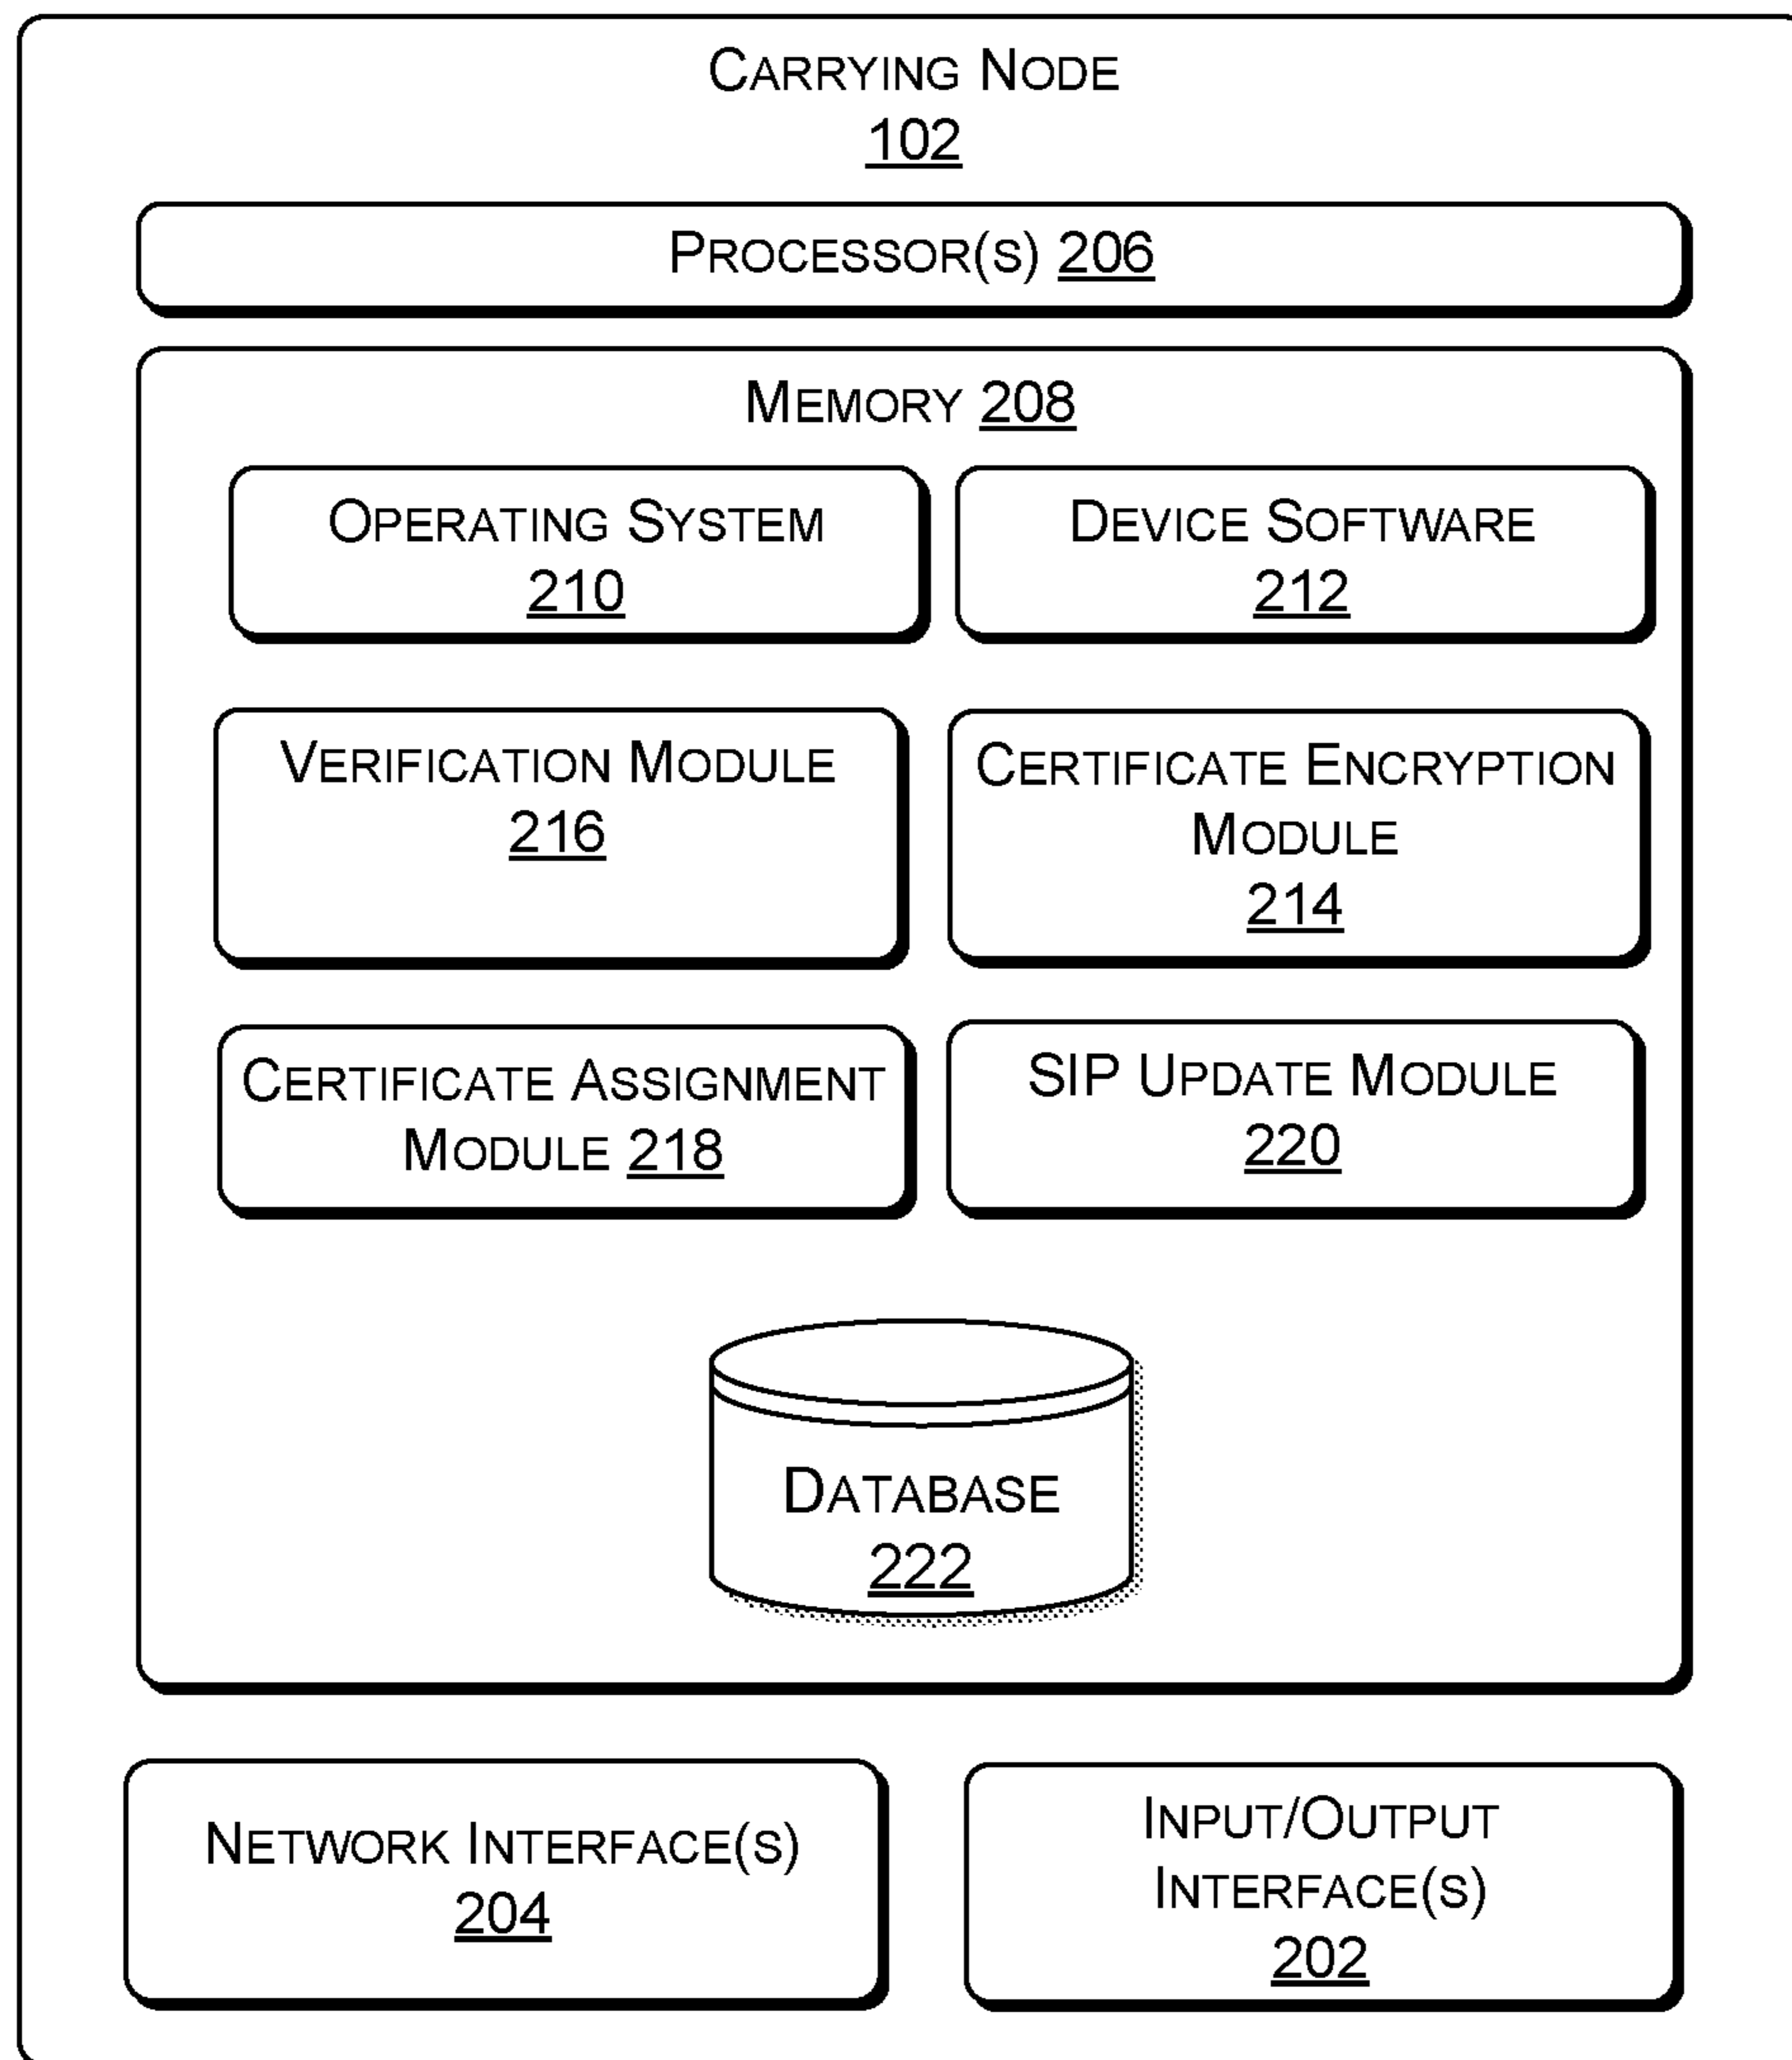 CARRYING NODE
102
PROCESSOR(S) 206
MEMORY 208
OPERATING SYSTEM
210
DEVICE SOFTWARE
212
VERIFICATION MODULE
216
CERTIFICATE ENCRYPTION
MODULE
214
CERTIFICATE ASSIGNMENT
MODULE 218
SIP UPDATE MODULE
220
DATABASE
222
NETWORK INTERFACE(S)
204
INPUT/OUTPUT
INTERFACE(S)
202